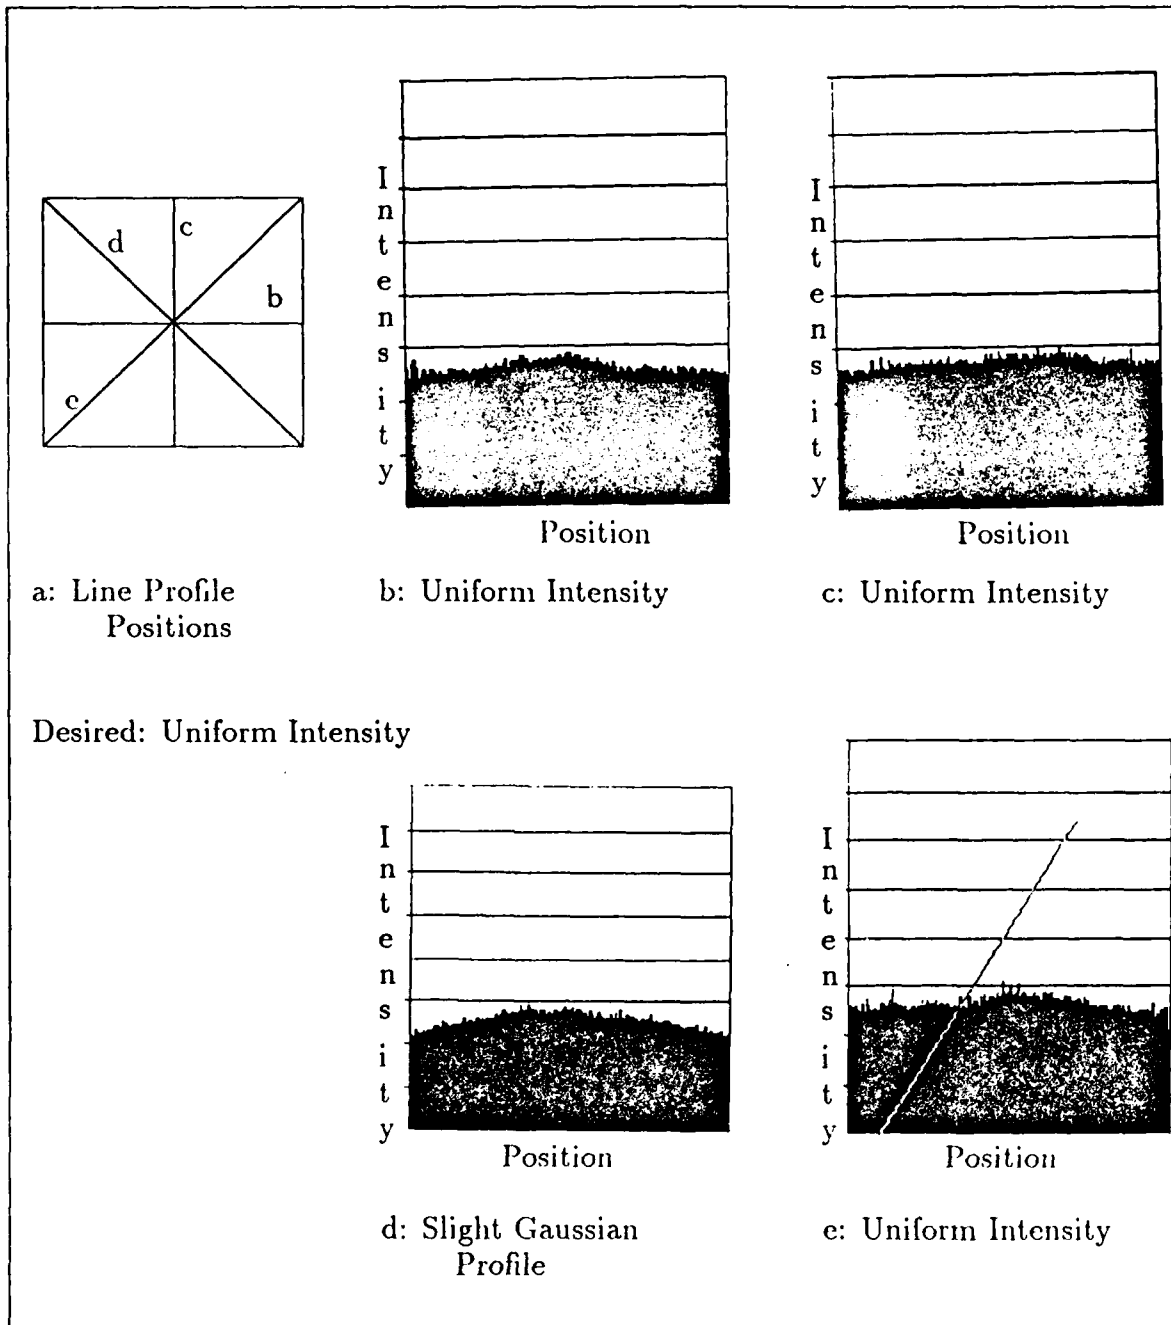 d
c
b
e
I
n
t
e
n
s
i
t
y
Position
b: Uniform Intensity
I
n
t
e
n
s
i
t
y
Position
c: Uniform Intensity
a: Line Profile
Positions
Desired: Uniform Intensity
I
n
t
e
n
s
i
t
y
Position
d: Slight Gaussian
Profile
I
n
t
e
n
s
i
t
y
Position
e: Uniform Intensity